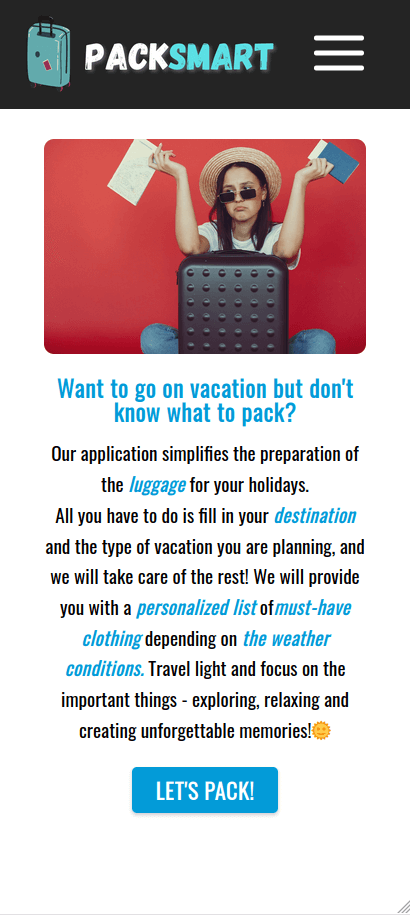 PACKSMART
Want to go on vacation but don't
know what to pack?
Our application simplifies the preparation of
the luggage for your holidays.
All you have to do is fill in your destination
and the type of vacation you are planning, and
we will take care of the rest! We will provide
you with a personalized list ofmust-have
clothing depending on the weather
conditions. Travel light and focus on the
important things - exploring, relaxing and
creating unforgettable memories!🌞
LET'S PACK!